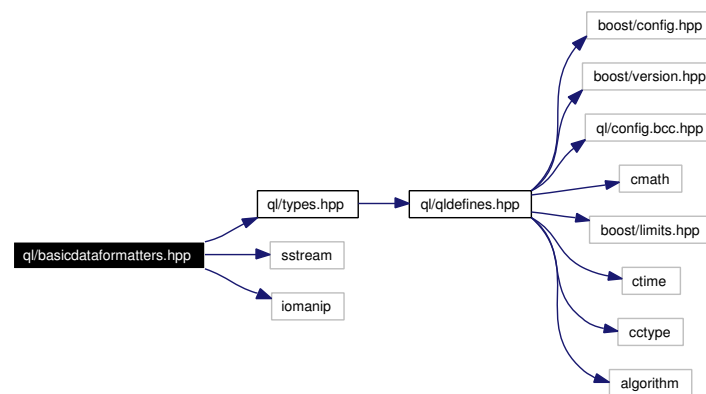 boost/config.hpp
boost/version.hpp
ql/config.bcc.hpp
cmath
ql/types.hpp
ql/qldefines.hpp
boost/limits.hpp
ql/basicdataformatters.hpp
sstream
ctime
iomanip
cctype
algorithm